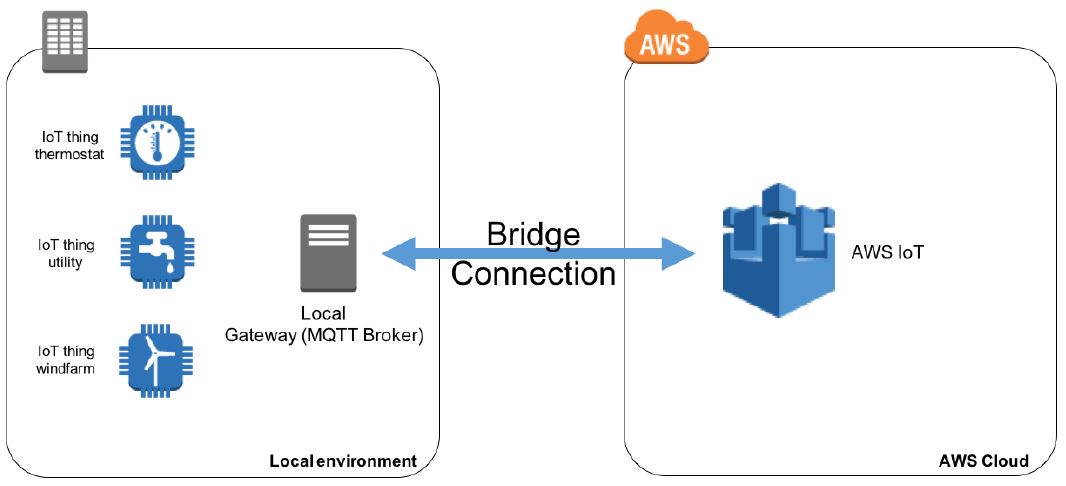 AWS
IoT thing
thermostat
IoT thing
utility
IoT thing
windfarm
Local
Gateway (MQTT Broker)
Local environment
Bridge
Connection
AWS IoT
AWS Cloud